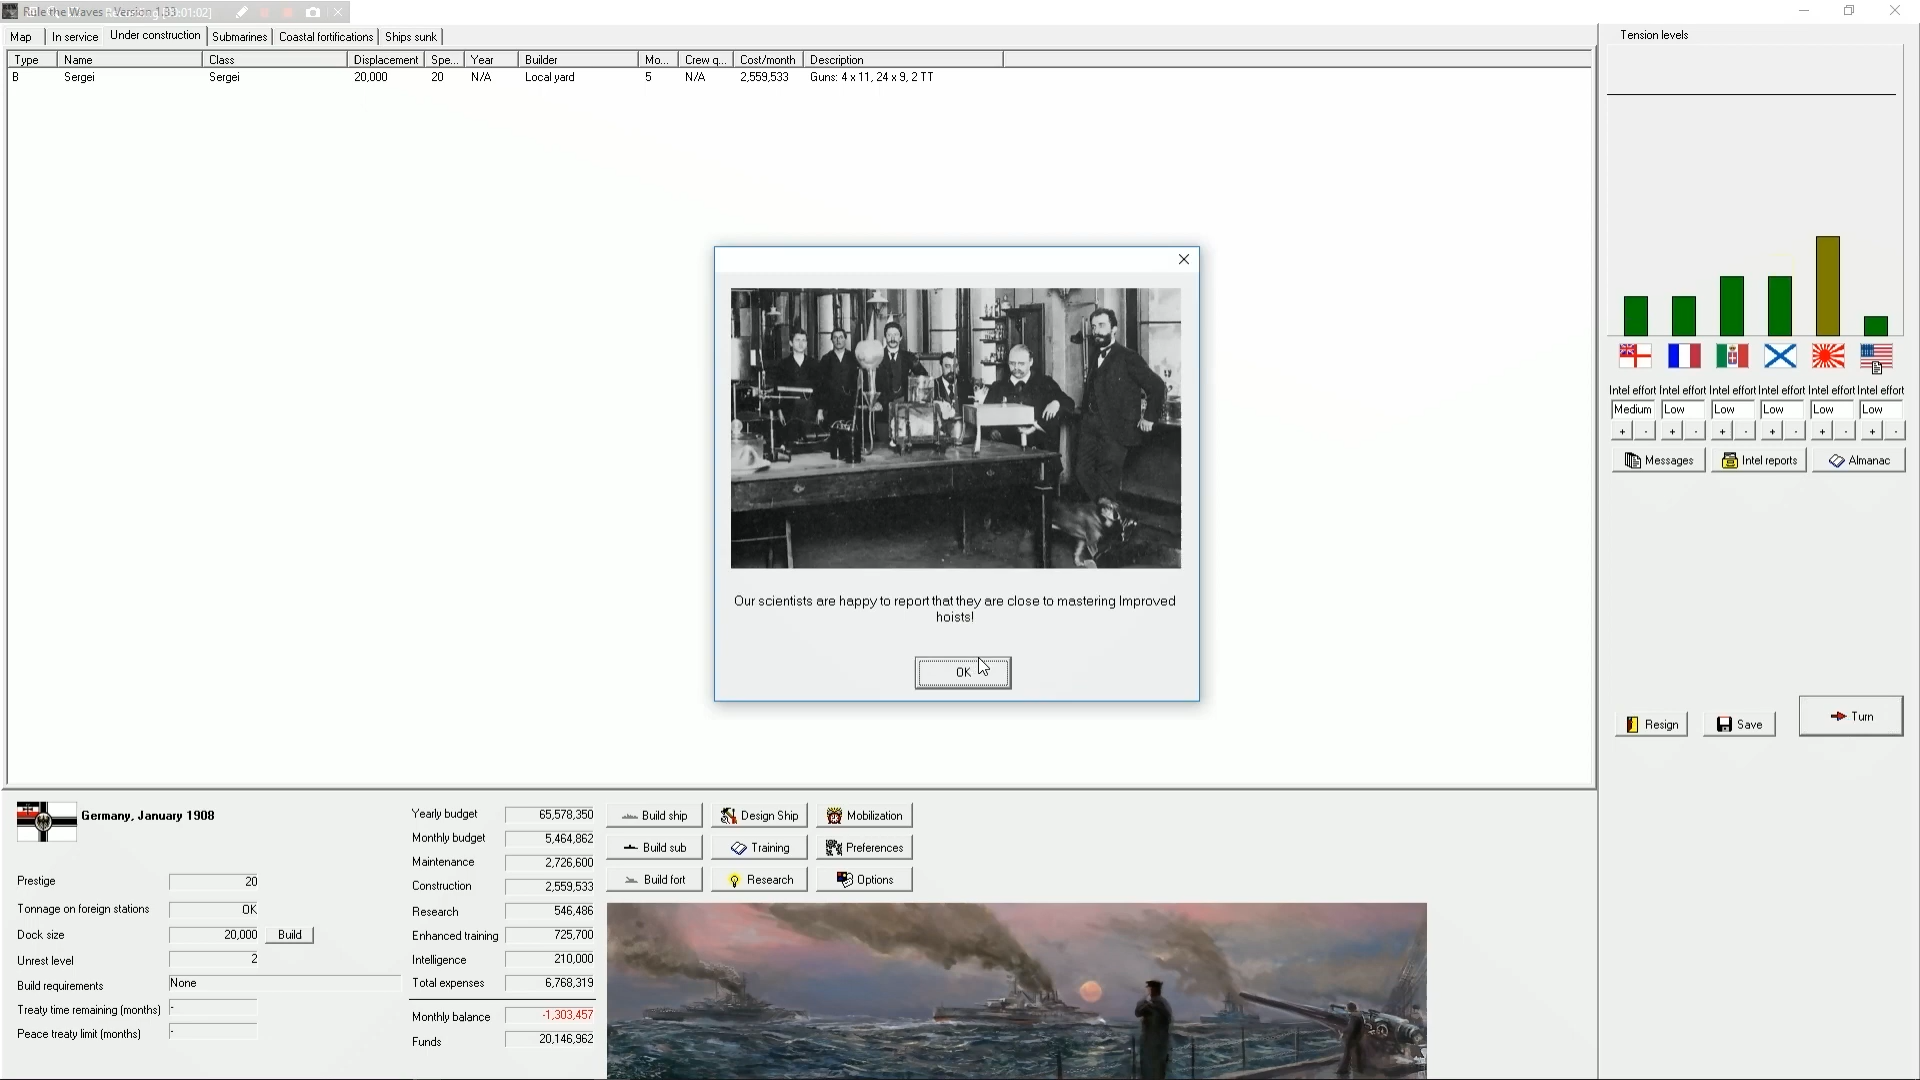 Rule the Waves - Version 1.33
Map
In service
Under construction
Submarines
Coastal fortifications
Ships sunk
Type Name Class Displacement Spe... Year Builder Mo... Crew q... Cost/month Description
B Sergei Sergei 20,000 20 N/A Local yard 5 N/A 2,559,533 Guns: 4 x 11, 24 x 9, 2 TT
Tension levels
Intel effort Intel effort Intel effort Intel effort Intel effort Intel effort
Medium Low Low Low Low Low
+ - + - + - + - + - + -
Messages Intel reports Almanac
Our scientists are happy to report that they are close to mastering Improved
hoists!
OK
Resign Save Turn
Germany, January 1908
Prestige 20
Tonnage on foreign stations OK
Dock size 20,000 Build
Unrest level 2
Build requirements None
Treaty time remaining (months) -
Peace treaty limit (months) -
Yearly budget 65,578,350
Monthly budget 5,464,862
Maintenance 2,726,600
Construction 2,559,533
Research 546,486
Enhanced training 725,700
Intelligence 210,000
Total expenses 6,768,319
Monthly balance -1,303,457
Funds 20,146,962
Build ship Design Ship Mobilization
Build sub Training Preferences
Build fort Research Options